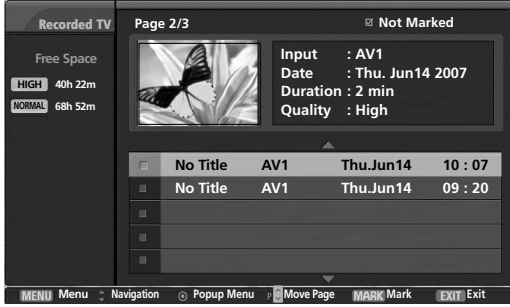 Recorded TV
Page 2/3
Not Marked
Free Space
HIGH 40h 22m
NORMAL 68h 52m
Input : AV1
Date : Thu. Jun14 2007
Duration : 2 min
Quality : High
No Title AV1 Thu.Jun14 10 : 07
No Title AV1 Thu.Jun14 09 : 20
MENU Menu Navigation Popup Menu P Move Page MARK Mark EXIT Exit